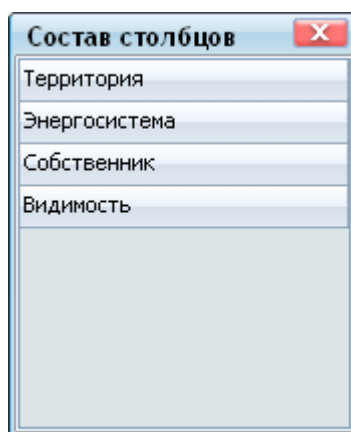 Состав столбцов
Территория
Энергосистема
Собственник
Видимость